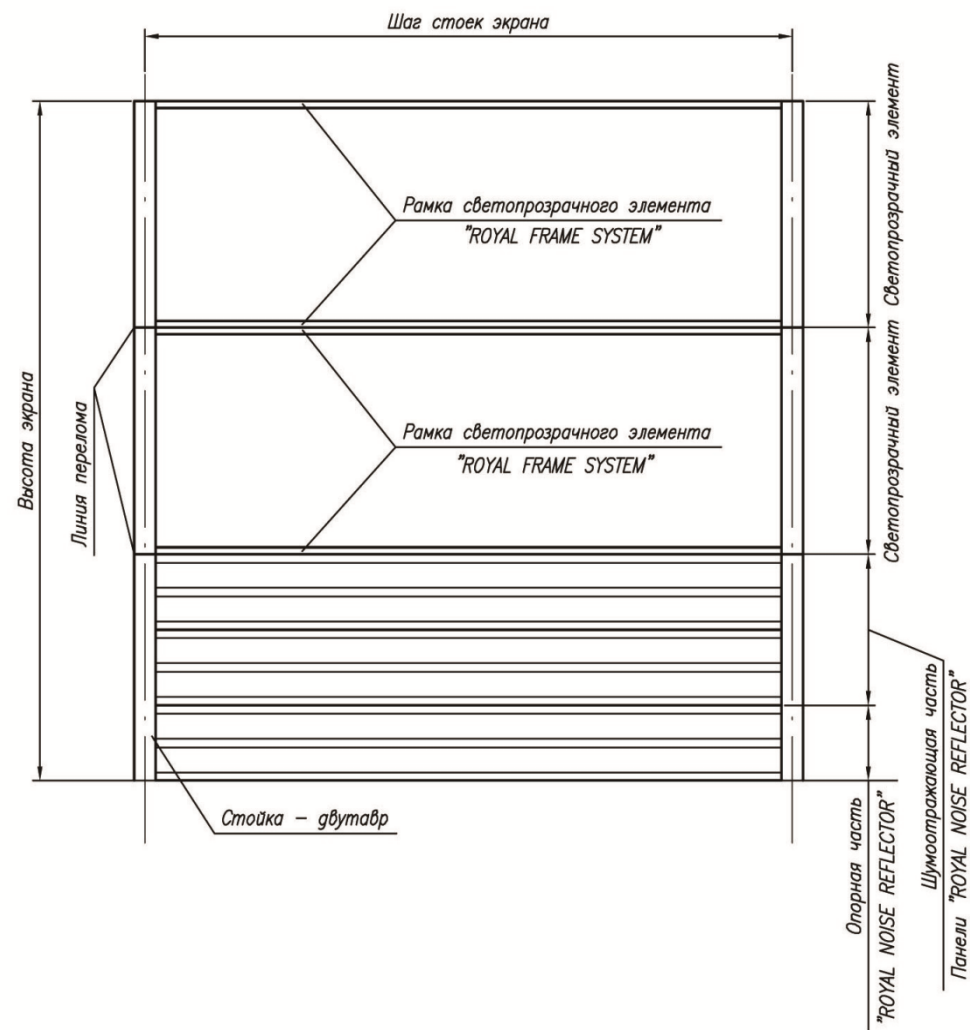 Шаг стоек экрана
Рамка светопрозрачного элемента
"ROYAL FRAME SYSTEM"
Светопрозрачный элемент
Рамка светопрозрачного элемента
"ROYAL FRAME SYSTEM"
Светопрозрачный элемент
Высота экрана
Линия перелома
Стойка – двутавр
Опорная часть
"ROYAL NOISE REFLECTOR"
Шумоотражающая часть
Панели "ROYAL NOISE REFLECTOR"